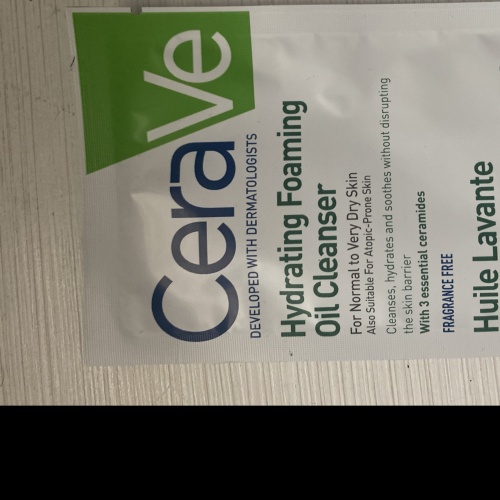 CeraVe
DEVELOPED WITH DERMATOLOGISTS
Hydrating Foaming
Oil Cleanser
For Normal to Very Dry Skin
Also Suitable For Atopic-Prone Skin
Cleanses, hydrates and soothes without disrupting
the skin barrier
With 3 essential ceramides
FRAGRANCE FREE
Huile Lavante